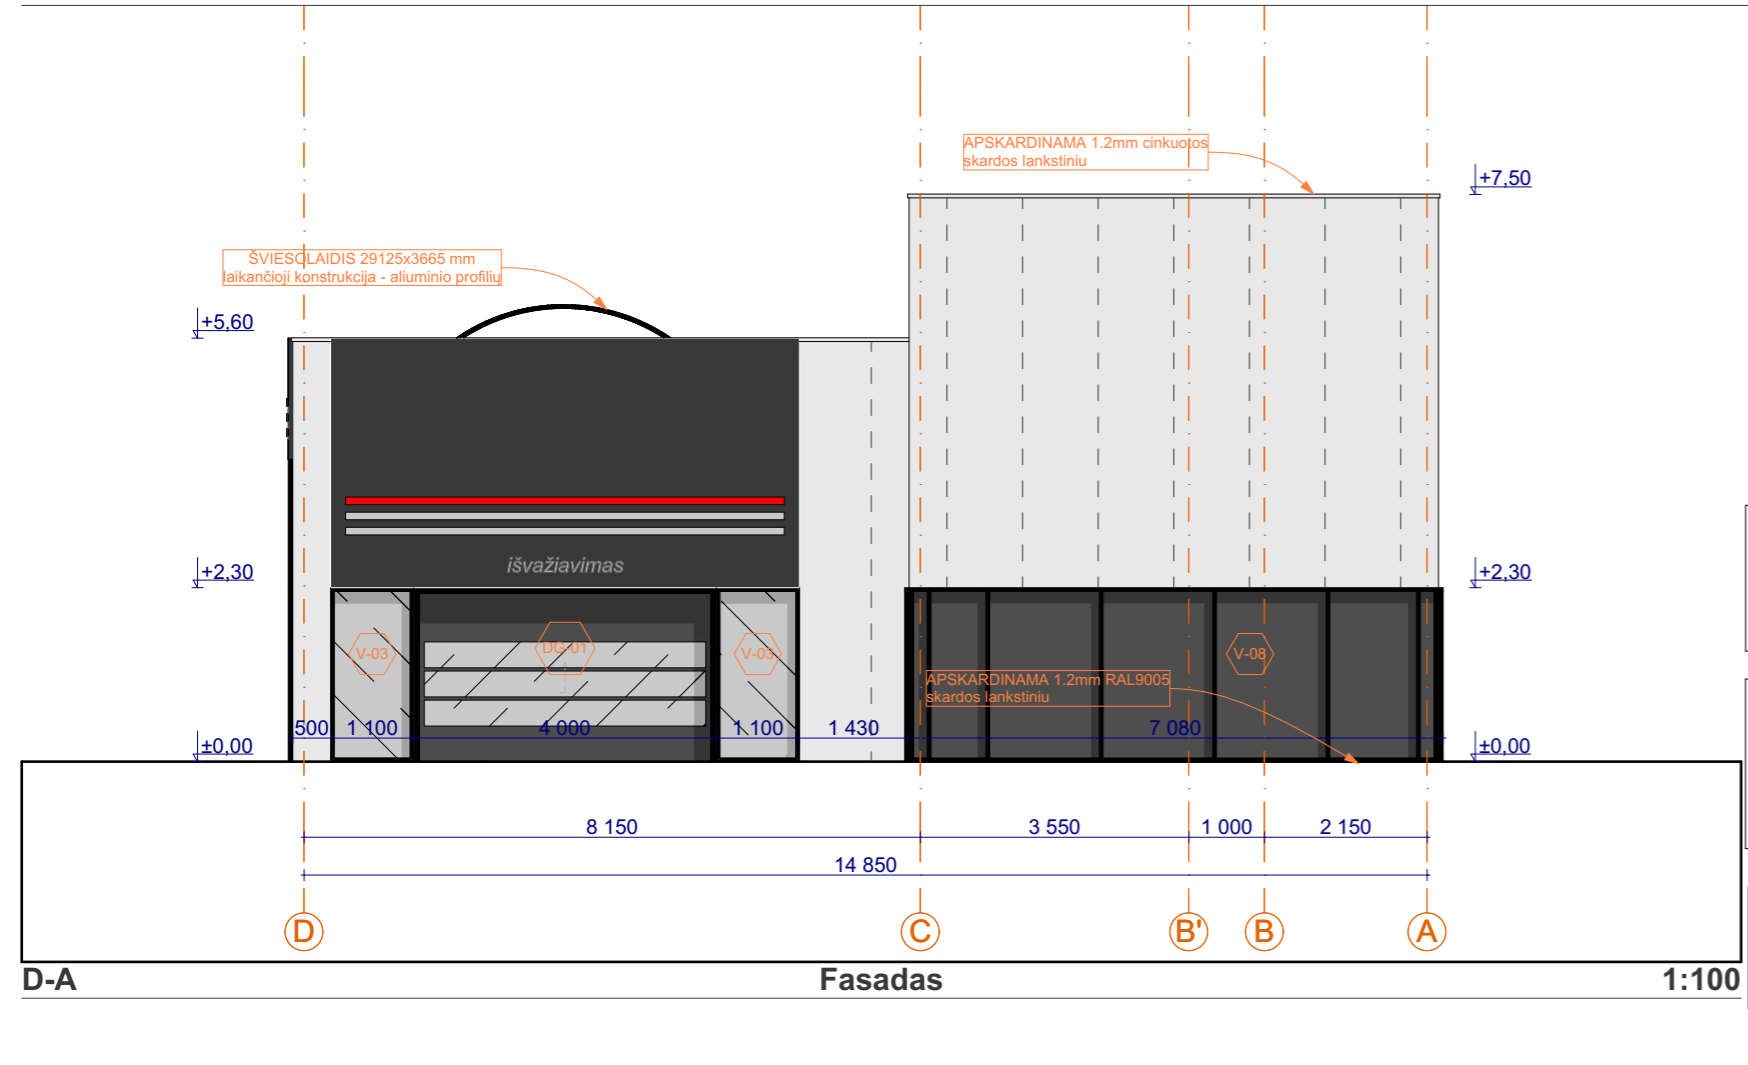 APSKARDINAMA 1.2mm cinkuotos
skardos lankstiniu
+7,50
ŠVIESOLAIDIS 29125x3665 mm
laikančioji konstrukcija - aliuminio profilių
+5,60
išvažiavimas
+2,30
+2,30
V-03
DG-01
V-03
V-08
APSKARDINAMA 1.2mm RAL9005
skardos lankstiniu
500
1 100
4 000
1 100
1 430
7 080
±0,00
±0,00
8 150
3 550
1 000
2 150
14 850
D
C
B'
B
A
D-A
Fasadas
1:100